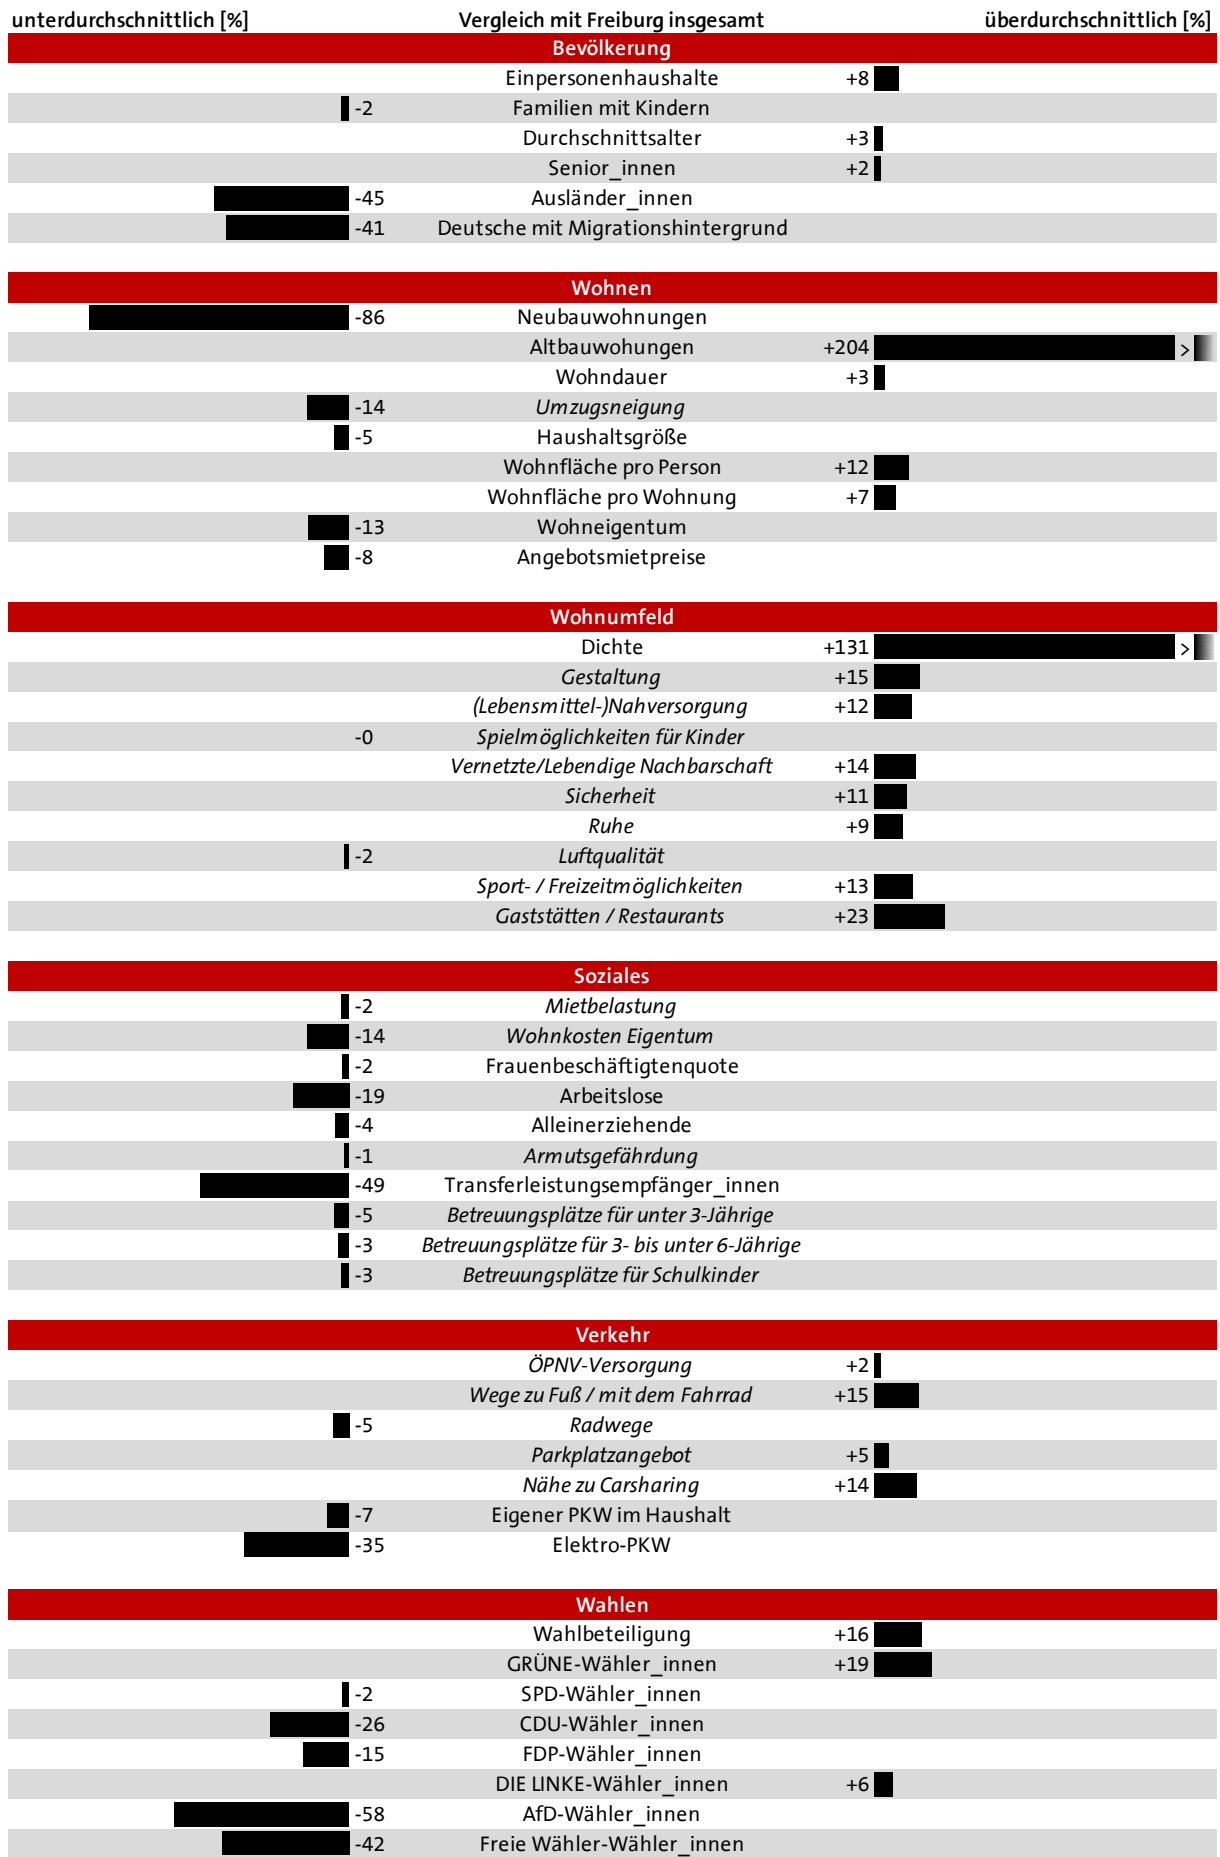 unterdurchschnittlich [%] Vergleich mit Freiburg insgesamt überdurchschnittlich [%]
Bevölkerung
Einpersonenhaushalte +8
-2 Familien mit Kindern
Durchschnittsalter +3
Senior_innen +2
-45 Ausländer_innen
-41 Deutsche mit Migrationshintergrund
Wohnen
-86 Neubauwohnungen
Altbauwohungen +204 >
Wohndauer +3
-14 Umzugsneigung
-5 Haushaltsgröße
Wohnfläche pro Person +12
Wohnfläche pro Wohnung +7
-13 Wohneigentum
-8 Angebotsmietpreise
Wohnumfeld
Dichte +131 >
Gestaltung +15
(Lebensmittel-)Nahversorgung +12
-0 Spielmöglichkeiten für Kinder
Vernetzte/Lebendige Nachbarschaft +14
Sicherheit +11
Ruhe +9
-2 Luftqualität
Sport- / Freizeitmöglichkeiten +13
Gaststätten / Restaurants +23
Soziales
-2 Mietbelastung
-14 Wohnkosten Eigentum
-2 Frauenbeschäftigtenquote
-19 Arbeitslose
-4 Alleinerziehende
-1 Armutsgefährdung
-49 Transferleistungsempfänger_innen
-5 Betreuungsplätze für unter 3-Jährige
-3 Betreuungsplätze für 3- bis unter 6-Jährige
-3 Betreuungsplätze für Schulkinder
Verkehr
ÖPNV-Versorgung +2
Wege zu Fuß / mit dem Fahrrad +15
-5 Radwege
Parkplatzangebot +5
Nähe zu Carsharing +14
-7 Eigener PKW im Haushalt
-35 Elektro-PKW
Wahlen
Wahlbeteiligung +16
GRÜNE-Wähler_innen +19
-2 SPD-Wähler_innen
-26 CDU-Wähler_innen
-15 FDP-Wähler_innen
DIE LINKE-Wähler_innen +6
-58 AfD-Wähler_innen
-42 Freie Wähler-Wähler_innen